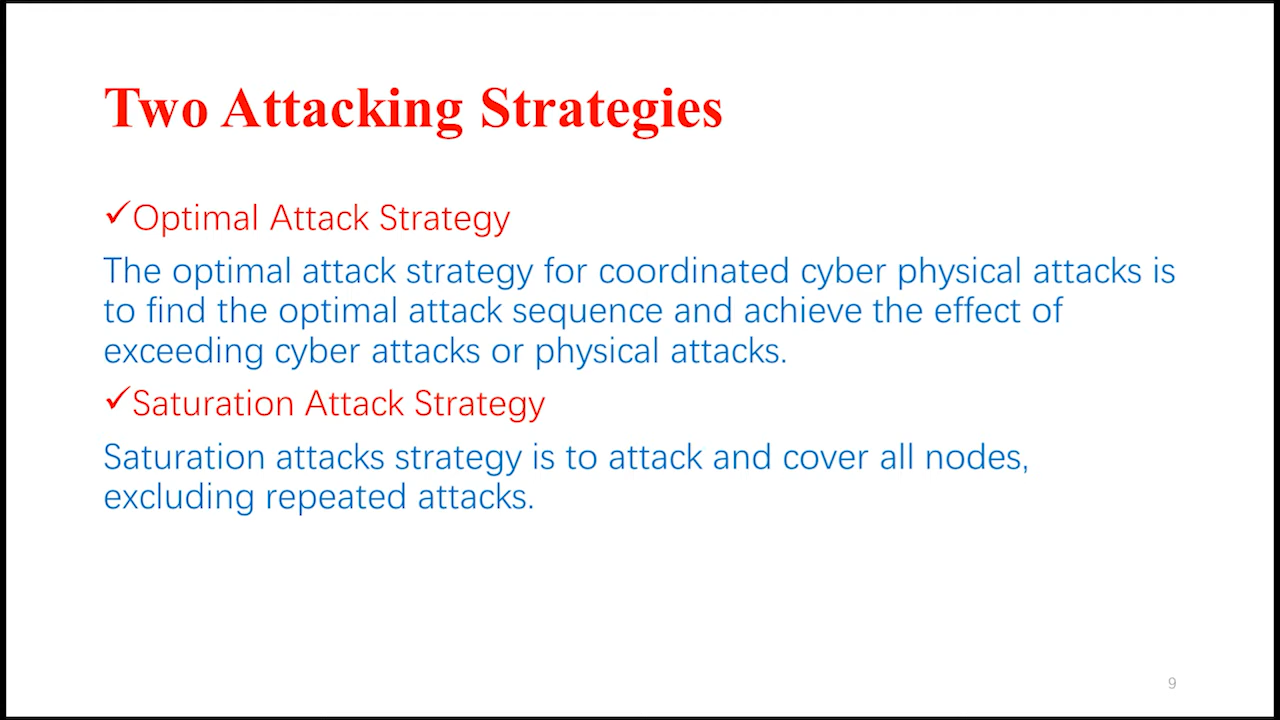 Two Attacking Strategies
✓Optimal Attack Strategy
The optimal attack strategy for coordinated cyber physical attacks is
to find the optimal attack sequence and achieve the effect of
exceeding cyber attacks or physical attacks.
✓Saturation Attack Strategy
Saturation attacks strategy is to attack and cover all nodes,
excluding repeated attacks.
9